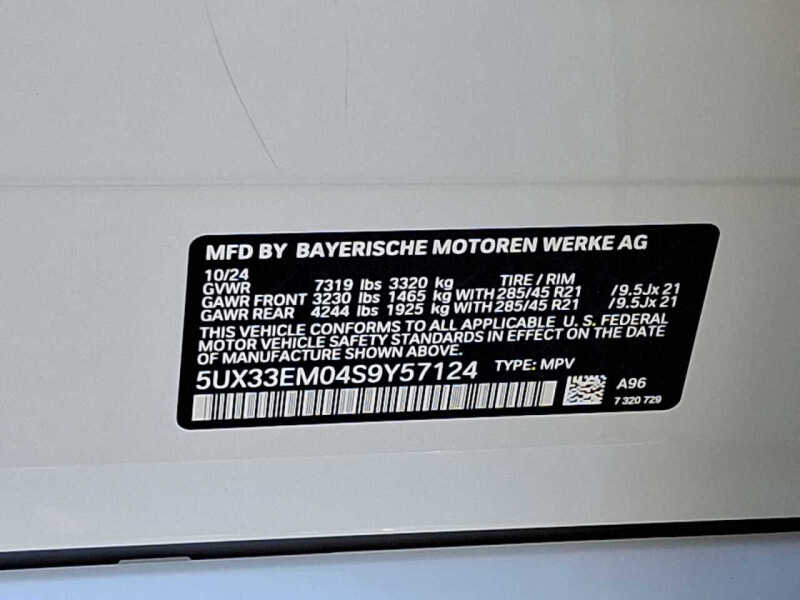 MFD BY BAYERISCHE MOTOREN WERKE AG
10/24 TIRE / RIM
GVWR 7319 lbs 3320 kg
GAWR FRONT 3230 lbs 1465 kg WITH 285/45 R21 /9.5Jx 21
GAWR REAR 4244 lbs 1925 kg WITH 285/45 R21 /9.5Jx 21
THIS VEHICLE CONFORMS TO ALL APPLICABLE U. S. FEDERAL
MOTOR VEHICLE SAFETY STANDARDS IN EFFECT ON THE DATE
OF MANUFACTURE SHOWN ABOVE.
5UX33EM04S9Y57124 TYPE: MPV
A96
7 320 729